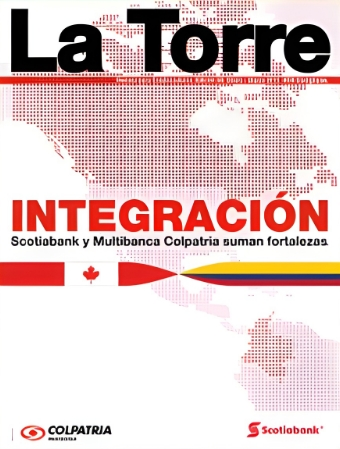 La Torre
INTEGRACIÓN
Scotiabank y Multibanca Colpatria suman fortalezas
COLPATRIA
Scotiabank